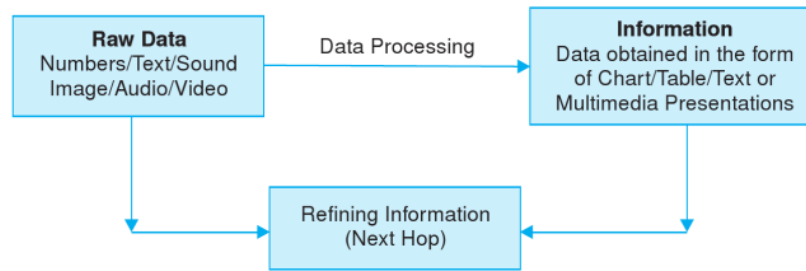 Raw Data
Numbers/Text/Sound
Image/Audio/Video
Data Processing
Information
Data obtained in the form
of Chart/Table/Text or
Multimedia Presentations
Refining Information
(Next Hop)